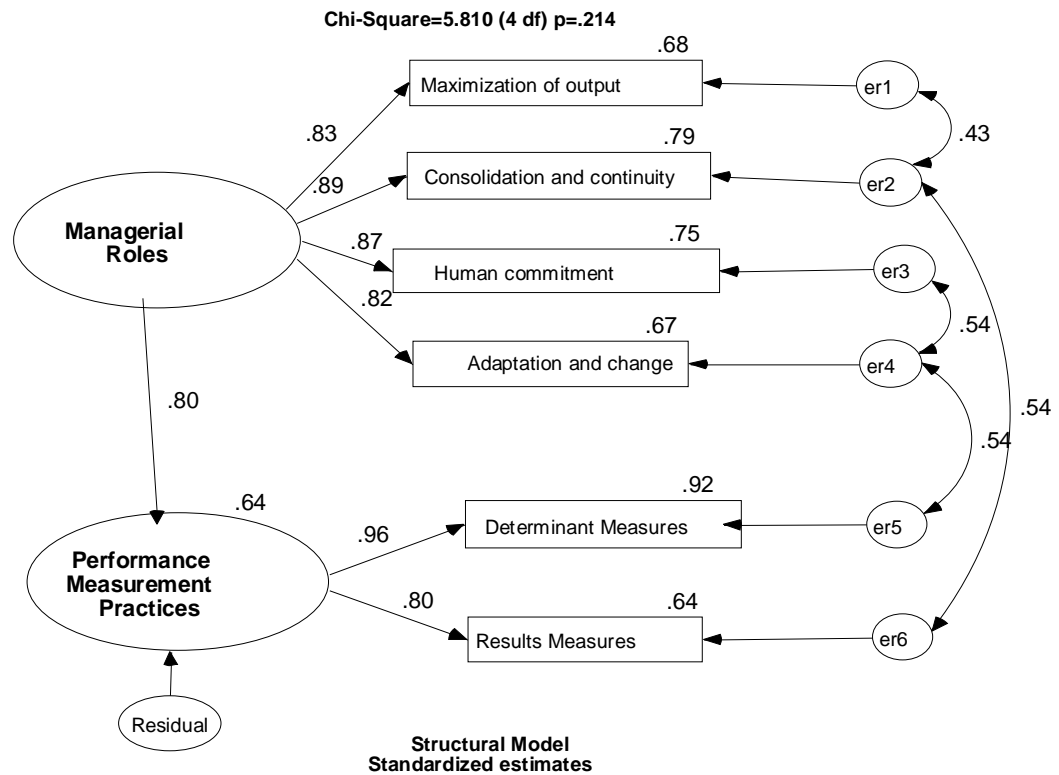 Chi-Square=5.810 (4 df) p=.214
.68
Maximization of output
er1
.83
.43
.79
.89
Consolidation and continuity
er2
Managerial
Roles
.75
.87
Human commitment
er3
.82
.54
.67
Adaptation and change
er4
.80
.54
.54
.64
.92
.96
Determinant Measures
er5
Performance
Measurement
Practices
.80
.64
Results Measures
er6
Residual
Structural Model
Standardized estimates